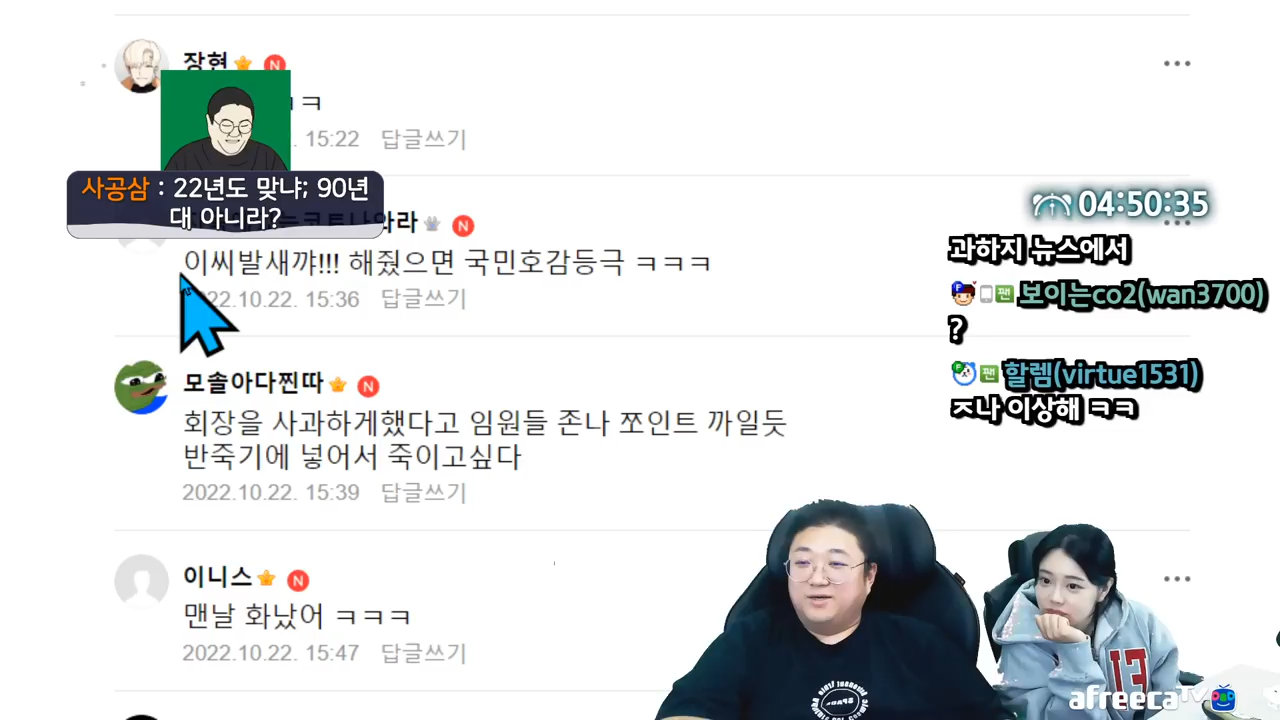 장현 N
ㅋ
. 15:22 답글쓰기
사공삼 : 22년도 맞냐; 90년
대 아니라?
라 N
이씨발새꺄!!! 해줬으면 국민호감등극 ㅋㅋㅋ
2022.10.22. 15:36 답글쓰기
모솔아다찐따 N
회장을 사과하게했다고 임원들 존나 쪼인트 까일듯
반죽기에 넣어서 죽이고싶다
2022.10.22. 15:39 답글쓰기
이니스 N
맨날 화났어 ㅋㅋㅋ
2022.10.22. 15:47 답글쓰기
04:50:35
과하지 뉴스에서
F 팬 보이는co2(wan3700)
?
F 팬 할렘(virtue1531)
ㅈ나 이상해 ㅋㅋ
13
afreecaTV